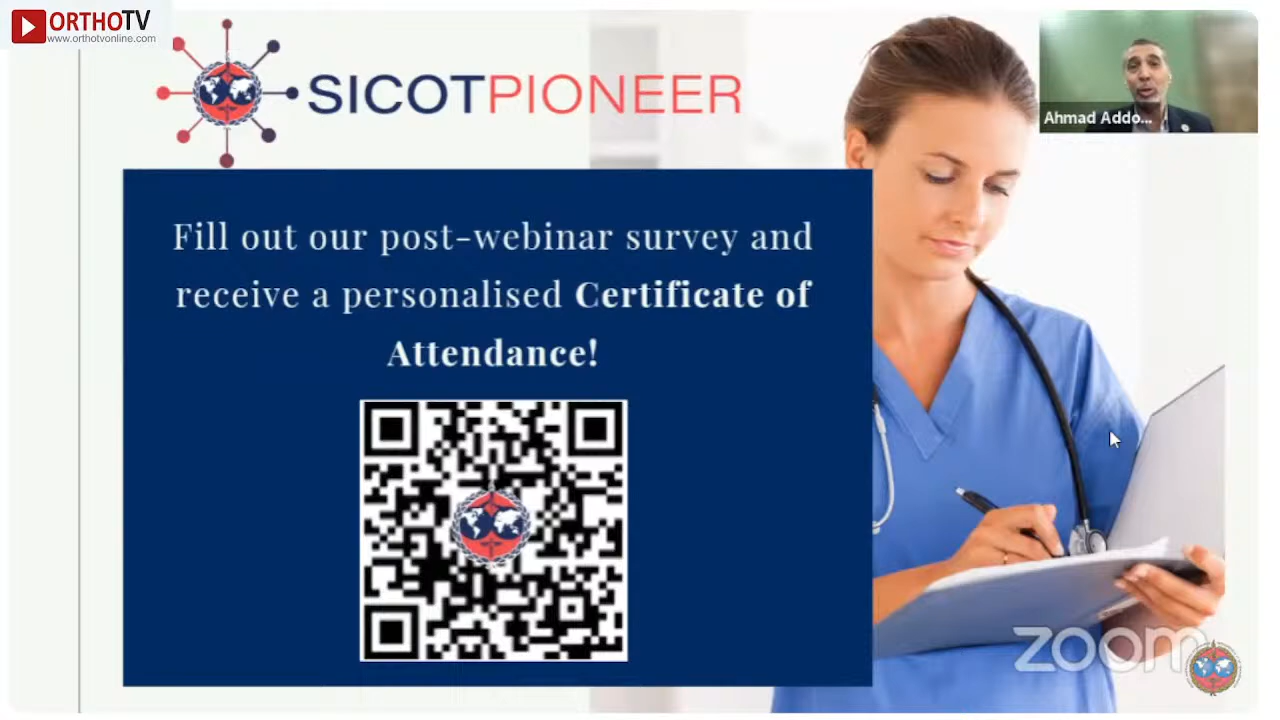 ORTHOTV
www.orthotvonline.com
SICOTPIONEER
Ahmad Addo...
Fill out our post-webinar survey and
receive a personalised Certificate of
Attendance!
zoom